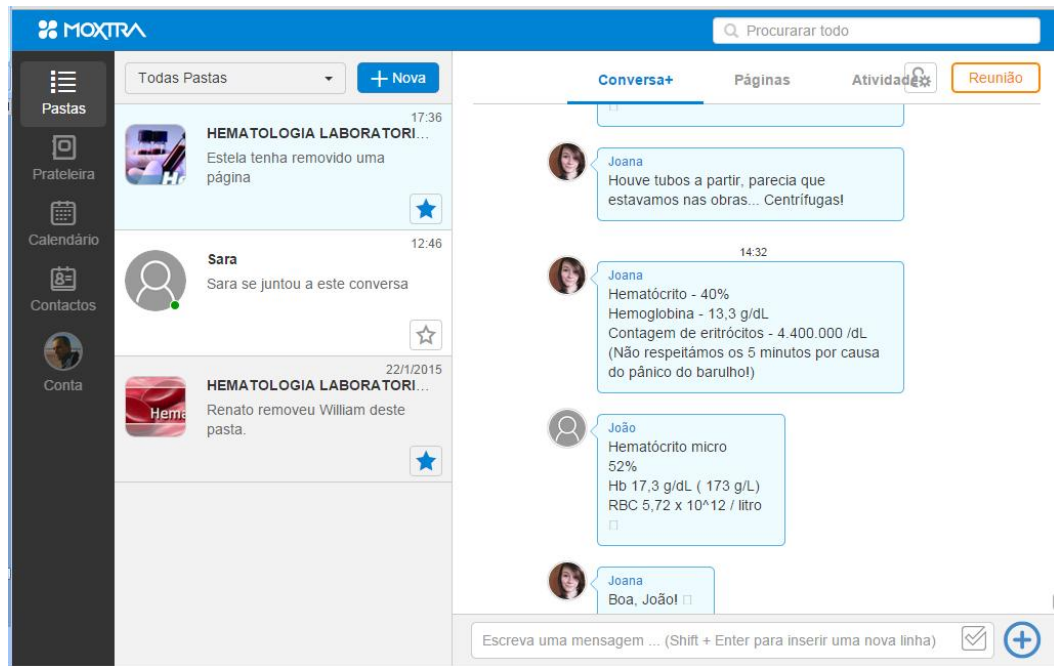 MOXTRA
Procurarar todo
Pastas
Prateleira
Calendário
Contactos
Conta
Todas Pastas
+ Nova
17:36
HEMATOLOGIA LABORATORI...
Estela tenha removido uma
página
12:46
Sara
Sara se juntou a este conversa
22/1/2015
HEMATOLOGIA LABORATORI...
Renato removeu William deste
pasta.
Conversa+
Páginas
Atividades
Reunião
Joana
Houve tubos a partir, parecia que
estavamos nas obras... Centrífugas!
14:32
Joana
Hematócrito - 40%
Hemoglobina - 13,3 g/dL
Contagem de eritrócitos - 4.400.000 /dL
(Não respeitámos os 5 minutos por causa
do pânico do barulho!)
João
Hematócrito micro
52%
Hb 17,3 g/dL ( 173 g/L)
RBC 5,72 x 10^12 / litro
Joana
Boa, João!
Escreva uma mensagem ... (Shift + Enter para inserir uma nova linha)